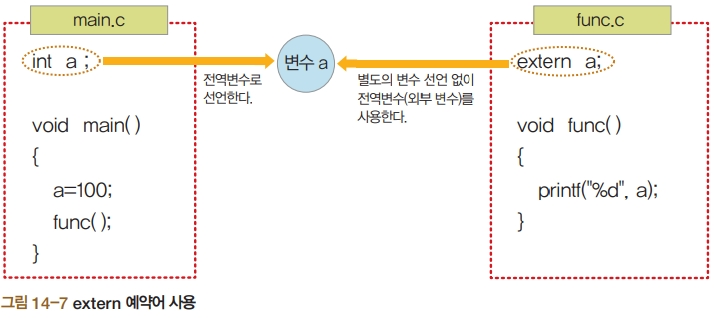 main.c
int a ;
void main( )
{
a=100;
func( );
}
전역변수로
선언한다.
변수 a
별도의 변수 선언 없이
전역변수(외부 변수)를
사용한다.
func.c
extern a;
void func( )
{
printf("%d", a);
}
그림 14-7 extern 예약어 사용